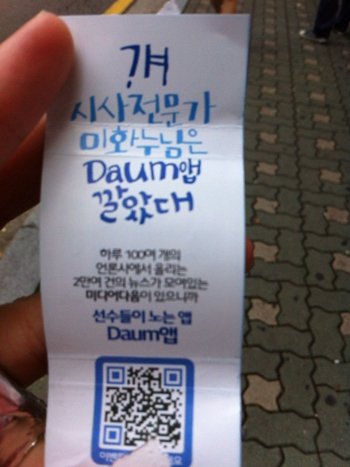 걔
시사전문가
미화누님은
Daum앱
깔았대
하루 100여 개의
언론사에서 올리는
2만여 건의 뉴스가 모여있는
미디어다음이 있으니까
선수들이 노는 앱
Daum앱